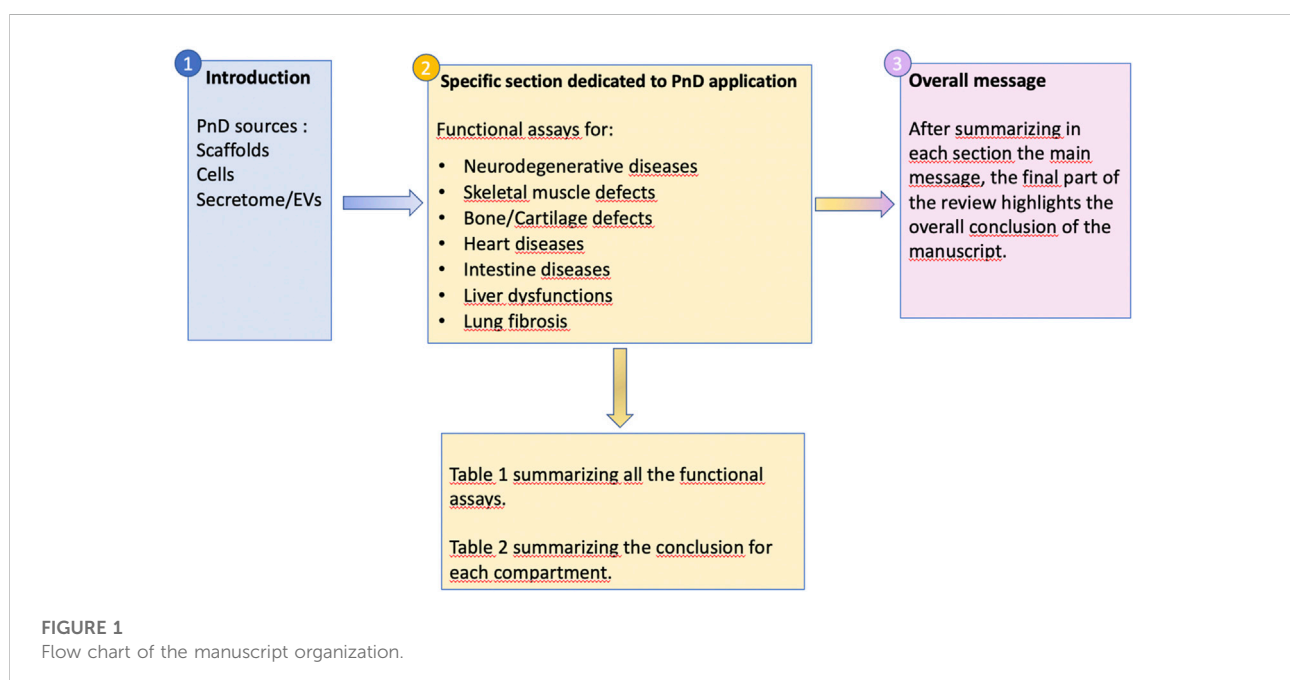 1
Introduction
PnD sources :
Scaffolds
Cells
Secretome/EVs
2
Specific section dedicated to PnD application
Functional assays for:
• Neurodegenerative diseases
• Skeletal muscle defects
• Bone/Cartilage defects
• Heart diseases
• Intestine diseases
• Liver dysfunctions
• Lung fibrosis
3
Overall message
After summarizing in
each section the main
message, the final part of
the review highlights the
overall conclusion of the
manuscript.
Table 1 summarizing all the functional
assays.
Table 2 summarizing the conclusion for
each compartment.
FIGURE 1
Flow chart of the manuscript organization.